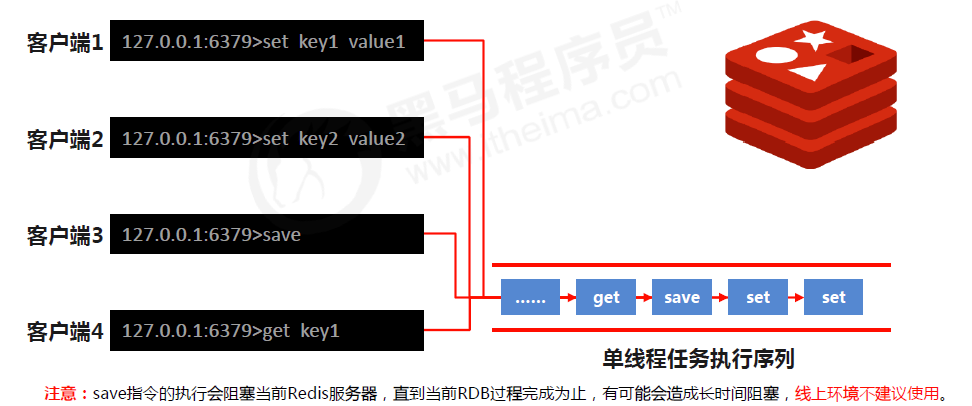 客户端1
127.0.0.1:6379>set key1 value1
客户端2
127.0.0.1:6379>set key2 value2
客户端3
127.0.0.1:6379>save
客户端4
127.0.0.1:6379>get key1
黑马程序员™
www.itheima.com
...... get save set set
单线程任务执行序列
注意：save指令的执行会阻塞当前Redis服务器，直到当前RDB过程完成为止，有可能会造成长时间阻塞，线上环境不建议使用。